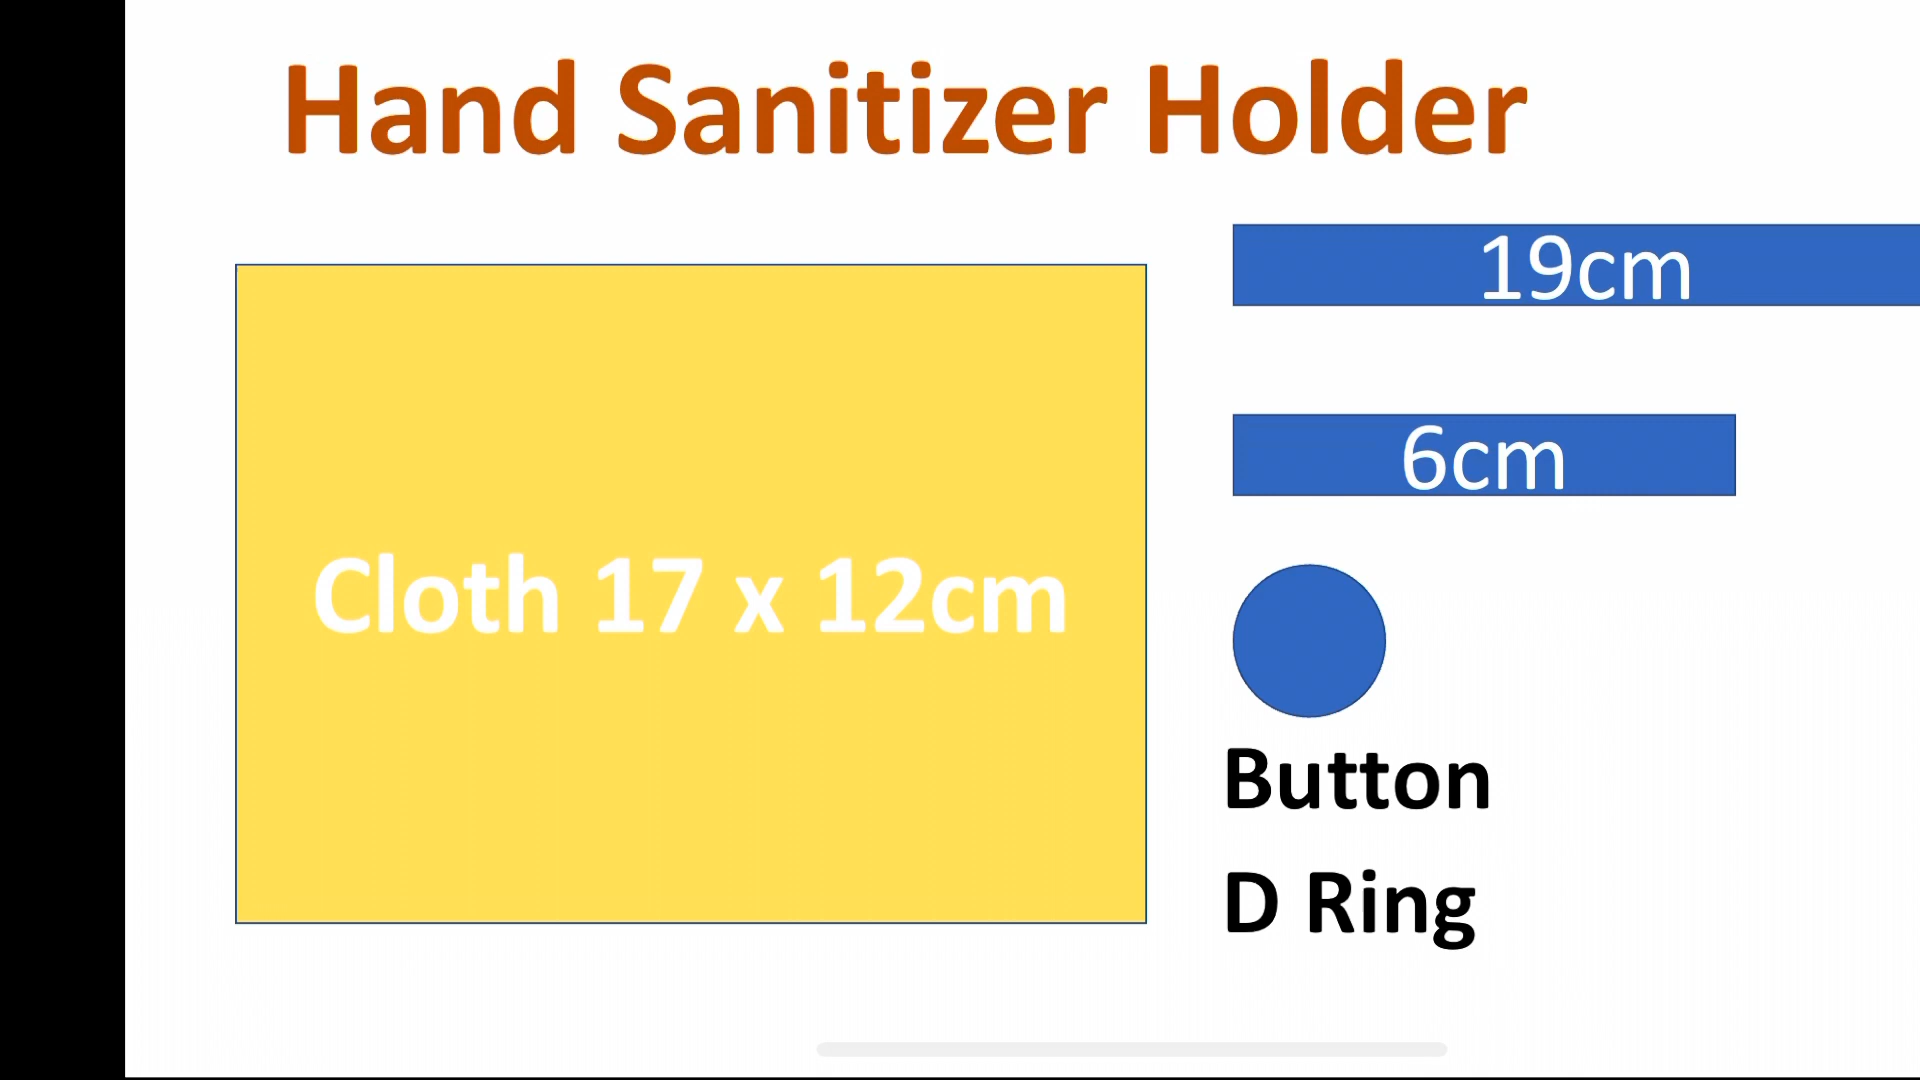 Hand Sanitizer Holder
19cm
6cm
Cloth 17 x 12cm
Button
D Ring